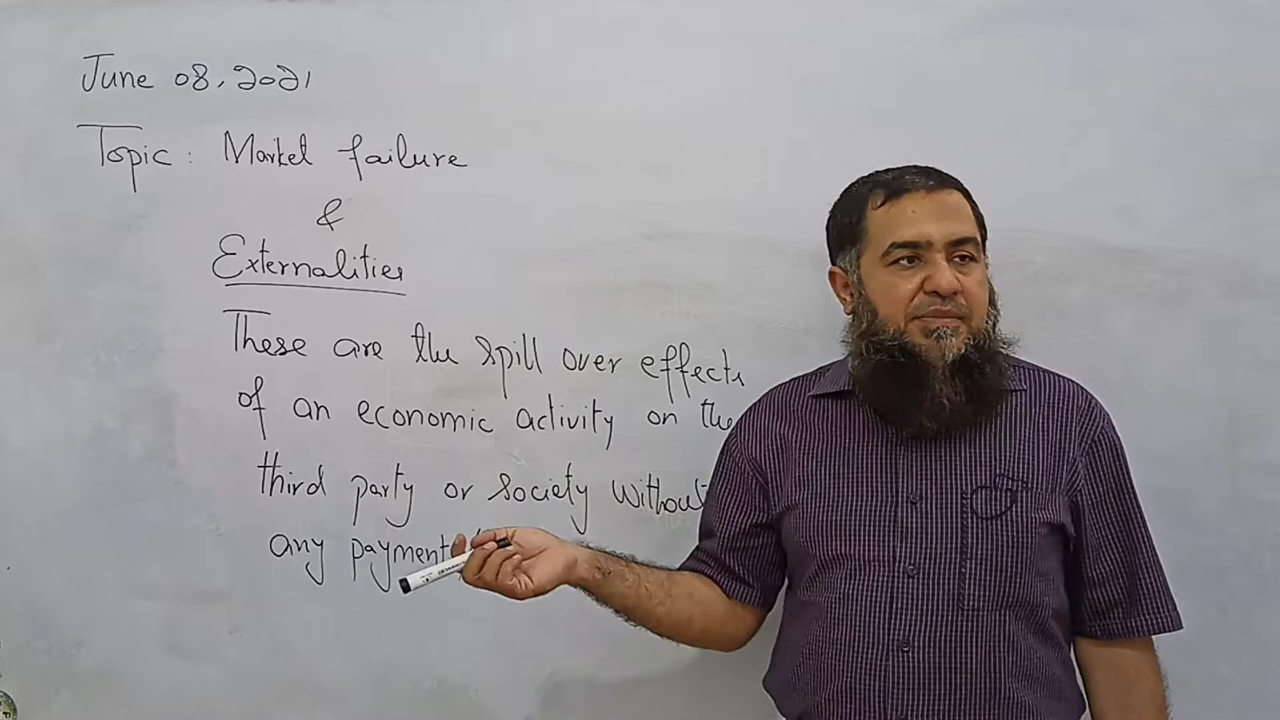 June 08, 2021
Topic: Market failure
&
Externalities
These are the spill over effects
of an economic activity on the
third party or society without
any payment